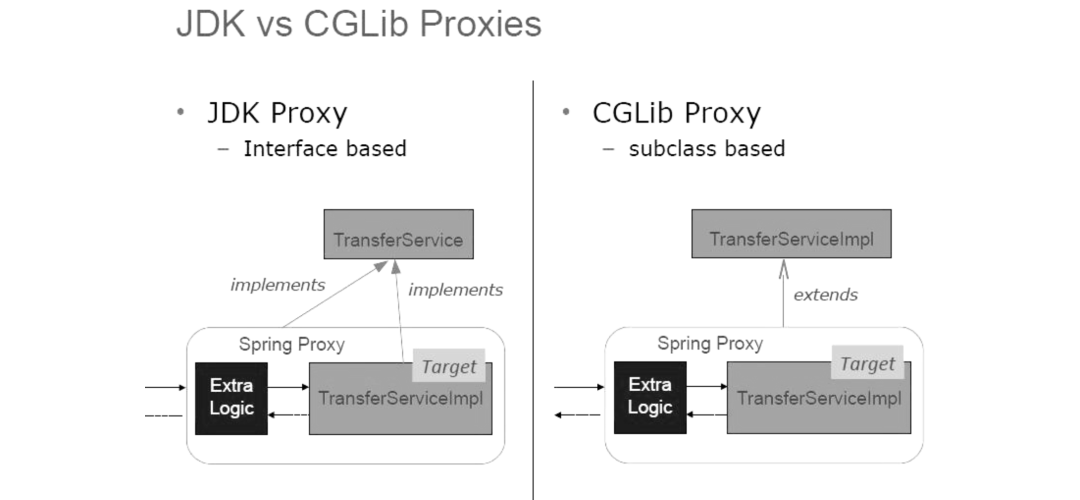 JDK vs CGLib Proxies
• JDK Proxy
– Interface based
TransferService
implements
implements
Spring Proxy
Target
Extra
Logic
TransferServiceImpl
• CGLib Proxy
– subclass based
TransferServiceImpl
extends
Spring Proxy
Target
Extra
Logic
TransferServiceImpl